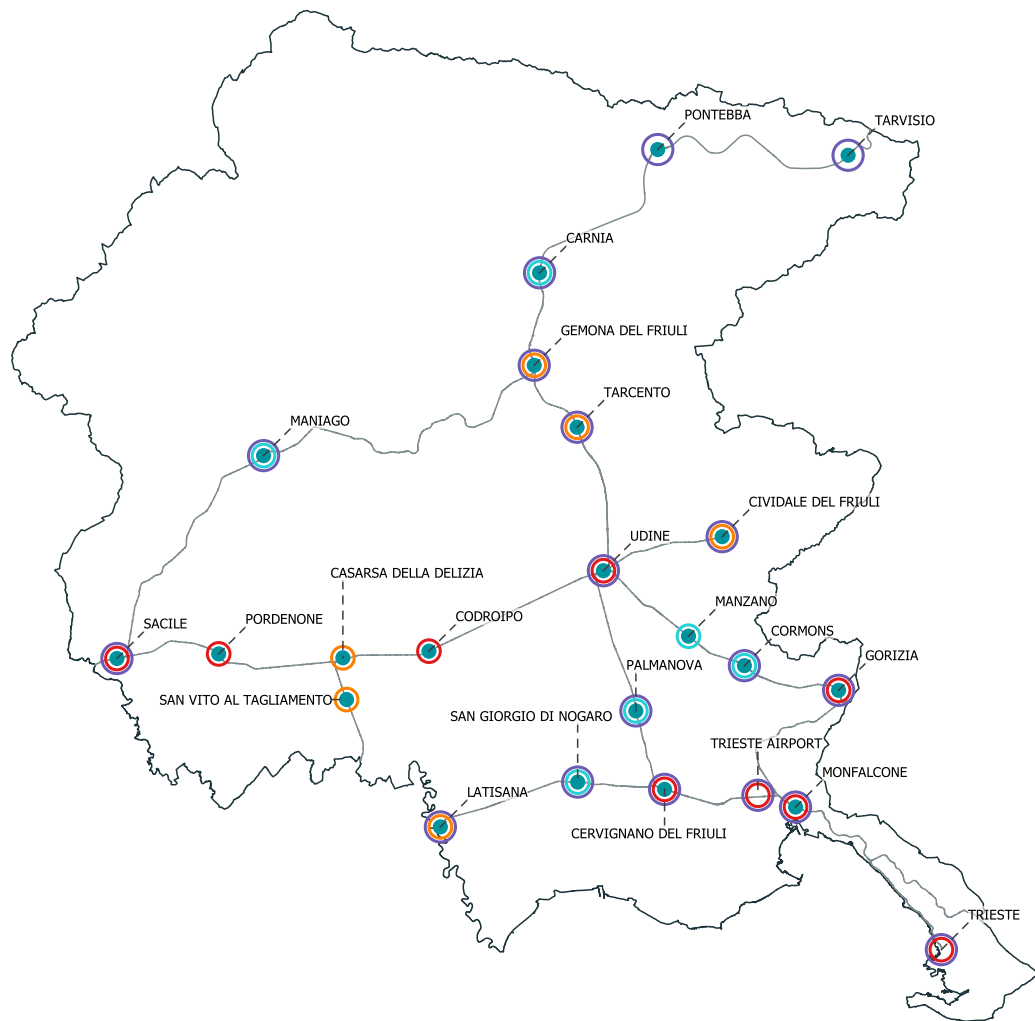 PONTEBBA
TARVISIO
CARNIA
GEMONA DEL FRIULI
TARCENTO
MANIAGO
CIVIDALE DEL FRIULI
UDINE
CASARSA DELLA DELIZIA
MANZANO
CODROIPO
PORDENONE
SACILE
CORMONS
GORIZIA
PALMANOVA
SAN VITO AL TAGLIAMENTO
SAN GIORGIO DI NOGARO
TRIESTE AIRPORT
MONFALCONE
LATISANA
CERVIGNANO DEL FRIULI
TRIESTE